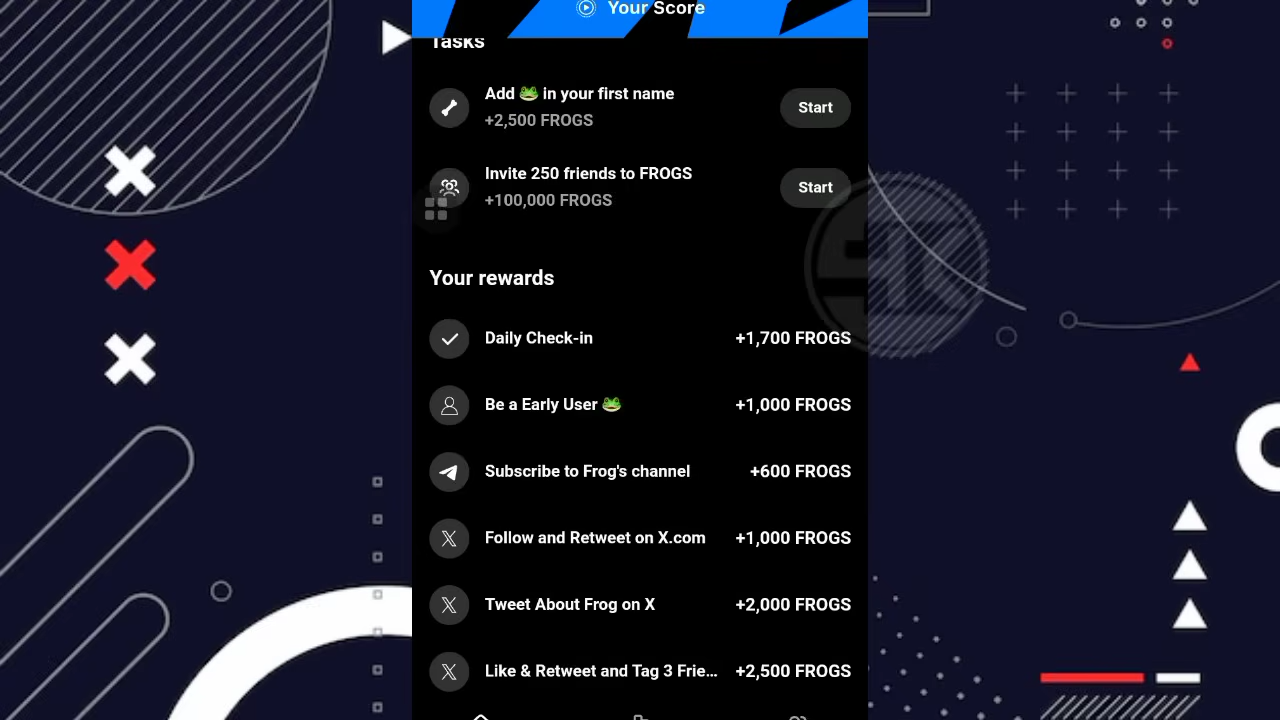 Your Score
Tasks
Add 🐸 in your first name
+2,500 FROGS
Start
Invite 250 friends to FROGS
+100,000 FROGS
Start
Your rewards
Daily Check-in
+1,700 FROGS
Be a Early User 🐸
+1,000 FROGS
Subscribe to Frog's channel
+600 FROGS
Follow and Retweet on X.com
+1,000 FROGS
Tweet About Frog on X
+2,000 FROGS
Like & Retweet and Tag 3 Frie...
+2,500 FROGS